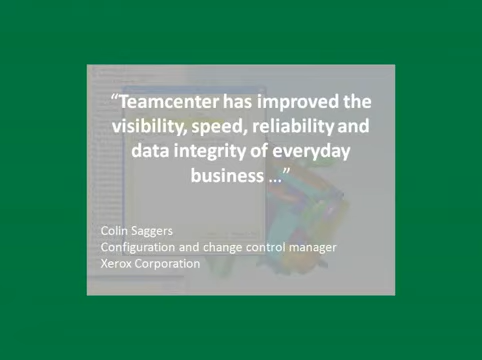 “Teamcenter has improved the
visibility, speed, reliability and
data integrity of everyday
business ...”
Colin Saggers
Configuration and change control manager
Xerox Corporation